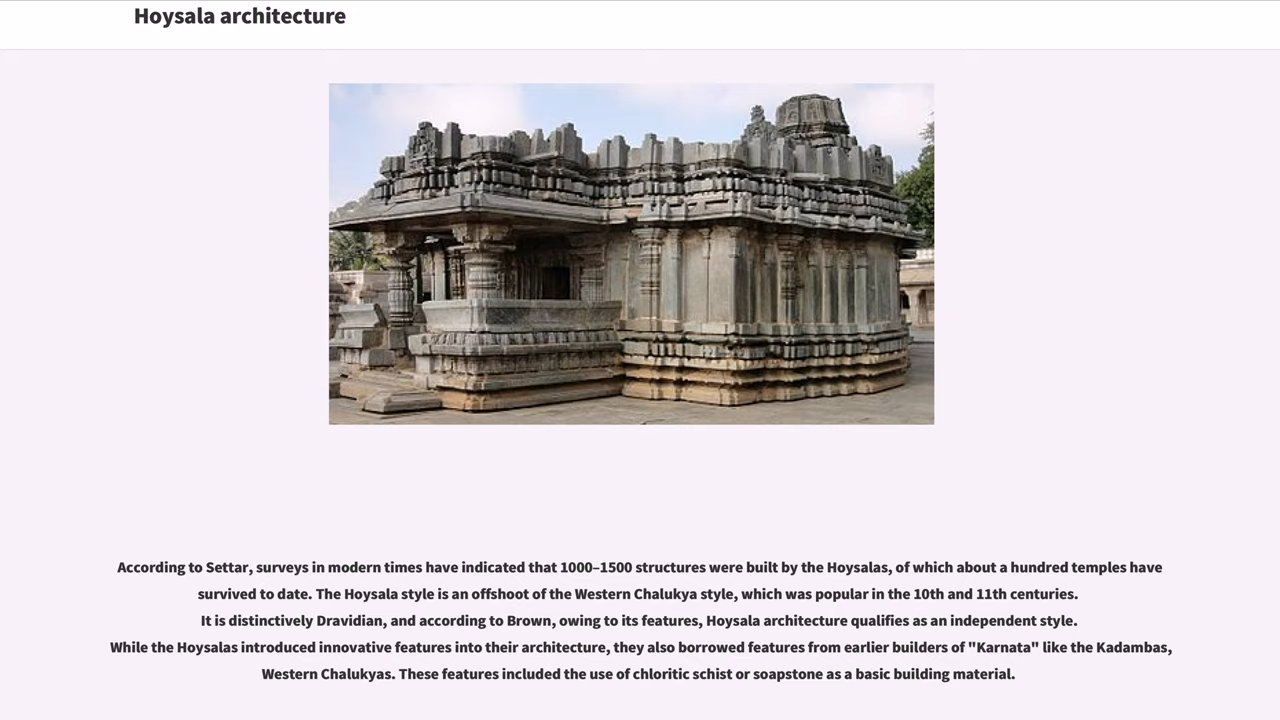 Hoysala architecture
According to Settar, surveys in modern times have indicated that 1000–1500 structures were built by the Hoysalas, of which about a hundred temples have
survived to date. The Hoysala style is an offshoot of the Western Chalukya style, which was popular in the 10th and 11th centuries.
It is distinctively Dravidian, and according to Brown, owing to its features, Hoysala architecture qualifies as an independent style.
While the Hoysalas introduced innovative features into their architecture, they also borrowed features from earlier builders of "Karnata" like the Kadambas,
Western Chalukyas. These features included the use of chloritic schist or soapstone as a basic building material.